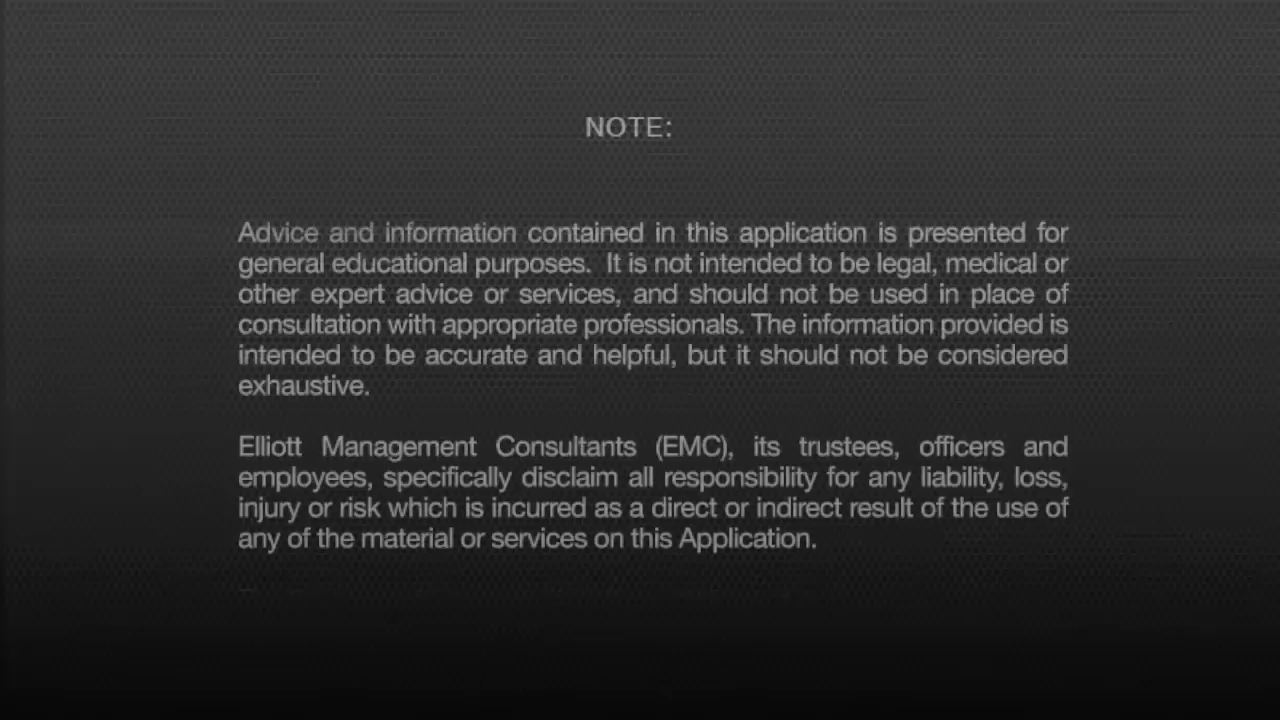 NOTE:
Advice and information contained in this application is presented for
general educational purposes.  It is not intended to be legal, medical or
other expert advice or services, and should not be used in place of
consultation with appropriate professionals. The information provided is
intended to be accurate and helpful, but it should not be considered
exhaustive.
Elliott Management Consultants (EMC), its trustees, officers and
employees, specifically disclaim all responsibility for any liability, loss,
injury or risk which is incurred as a direct or indirect result of the use of
any of the material or services on this Application.